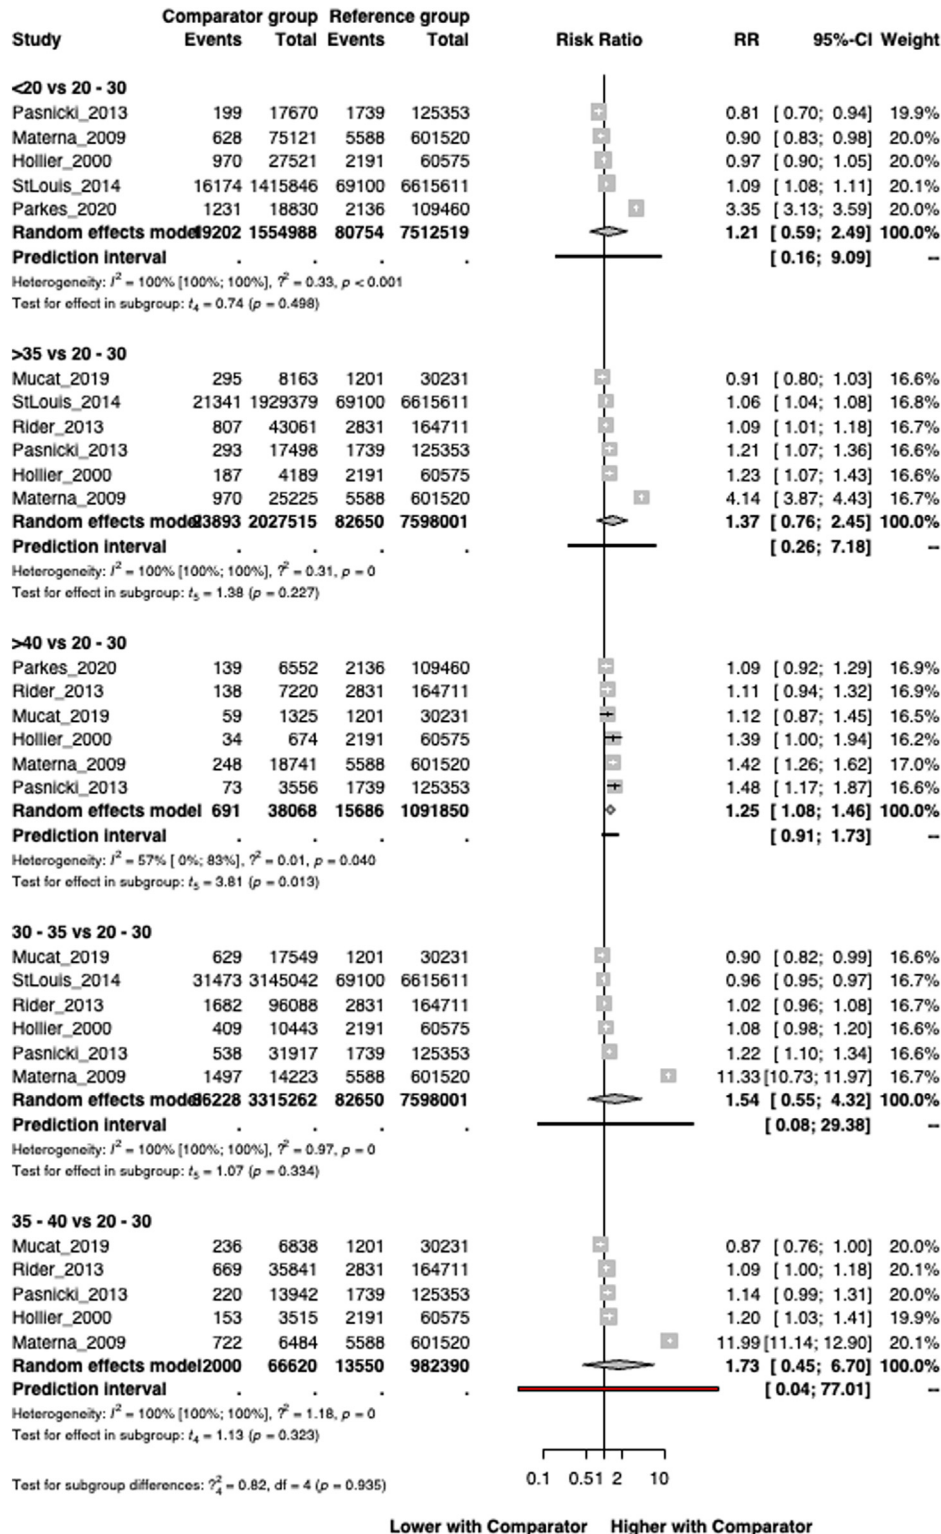 Comparator group Reference group
Study Events Total Events Total Risk Ratio RR 95%-CI Weight
<20 vs 20 - 30
Pasnicki_2013 199 17670 1739 125353 0.81 [0.70; 0.94] 19.9%
Materna_2009 628 75121 5588 601520 0.90 [0.83; 0.98] 20.0%
Hollier_2000 970 27521 2191 60575 0.97 [0.90; 1.05] 20.0%
StLouis_2014 16174 1415846 69100 6615611 1.09 [1.08; 1.11] 20.1%
Parkes_2020 1231 18830 2136 109460 3.35 [3.13; 3.59] 20.0%
Random effects model 19202 1554988 80754 7512519 1.21 [0.59; 2.49] 100.0%
Prediction interval . . . . [0.16; 9.09] --
Heterogeneity: I² = 100% [100%; 100%], ?² = 0.33, p < 0.001
Test for effect in subgroup: t₄ = 0.74 (p = 0.498)
>35 vs 20 - 30
Mucat_2019 295 8163 1201 30231 0.91 [0.80; 1.03] 16.6%
StLouis_2014 21341 1929379 69100 6615611 1.06 [1.04; 1.08] 16.8%
Rider_2013 807 43061 2831 164711 1.09 [1.01; 1.18] 16.7%
Pasnicki_2013 293 17498 1739 125353 1.21 [1.07; 1.36] 16.6%
Hollier_2000 187 4189 2191 60575 1.23 [1.07; 1.43] 16.6%
Materna_2009 970 25225 5588 601520 4.14 [3.87; 4.43] 16.7%
Random effects model 23893 2027515 82650 7598001 1.37 [0.76; 2.45] 100.0%
Prediction interval . . . . [0.26; 7.18] --
Heterogeneity: I² = 100% [100%; 100%], ?² = 0.31, p = 0
Test for effect in subgroup: t₅ = 1.38 (p = 0.227)
>40 vs 20 - 30
Parkes_2020 139 6552 2136 109460 1.09 [0.92; 1.29] 16.9%
Rider_2013 138 7220 2831 164711 1.11 [0.94; 1.32] 16.9%
Mucat_2019 59 1325 1201 30231 1.12 [0.87; 1.45] 16.5%
Hollier_2000 34 674 2191 60575 1.39 [1.00; 1.94] 16.2%
Materna_2009 248 18741 5588 601520 1.42 [1.26; 1.62] 17.0%
Pasnicki_2013 73 3556 1739 125353 1.48 [1.17; 1.87] 16.6%
Random effects model 691 38068 15686 1091850 1.25 [1.08; 1.46] 100.0%
Prediction interval . . . . [0.91; 1.73] --
Heterogeneity: I² = 57% [ 0%; 83%], ?² = 0.01, p = 0.040
Test for effect in subgroup: t₅ = 3.81 (p = 0.013)
30 - 35 vs 20 - 30
Mucat_2019 629 17549 1201 30231 0.90 [0.82; 0.99] 16.6%
StLouis_2014 31473 3145042 69100 6615611 0.96 [0.95; 0.97] 16.7%
Rider_2013 1682 96088 2831 164711 1.02 [0.96; 1.08] 16.7%
Hollier_2000 409 10443 2191 60575 1.08 [0.98; 1.20] 16.6%
Pasnicki_2013 538 31917 1739 125353 1.22 [1.10; 1.34] 16.6%
Materna_2009 1497 14223 5588 601520 11.33 [10.73; 11.97] 16.7%
Random effects model 36228 3315262 82650 7598001 1.54 [0.55; 4.32] 100.0%
Prediction interval . . . . [0.08; 29.38] --
Heterogeneity: I² = 100% [100%; 100%], ?² = 0.97, p = 0
Test for effect in subgroup: t₅ = 1.07 (p = 0.334)
35 - 40 vs 20 - 30
Mucat_2019 236 6838 1201 30231 0.87 [0.76; 1.00] 20.0%
Rider_2013 669 35841 2831 164711 1.09 [1.00; 1.18] 20.1%
Pasnicki_2013 220 13942 1739 125353 1.14 [0.99; 1.31] 20.0%
Hollier_2000 153 3515 2191 60575 1.20 [1.03; 1.41] 19.9%
Materna_2009 722 6484 5588 601520 11.99 [11.14; 12.90] 20.1%
Random effects model 2000 66620 13550 982390 1.73 [0.45; 6.70] 100.0%
Prediction interval . . . . [0.04; 77.01] --
Heterogeneity: I² = 100% [100%; 100%], ?² = 1.18, p = 0
Test for effect in subgroup: t₄ = 1.13 (p = 0.323)
0.1 0.5 1 2 10
Test for subgroup differences: ?²₄ = 0.82, df = 4 (p = 0.935)
Lower with Comparator Higher with Comparator